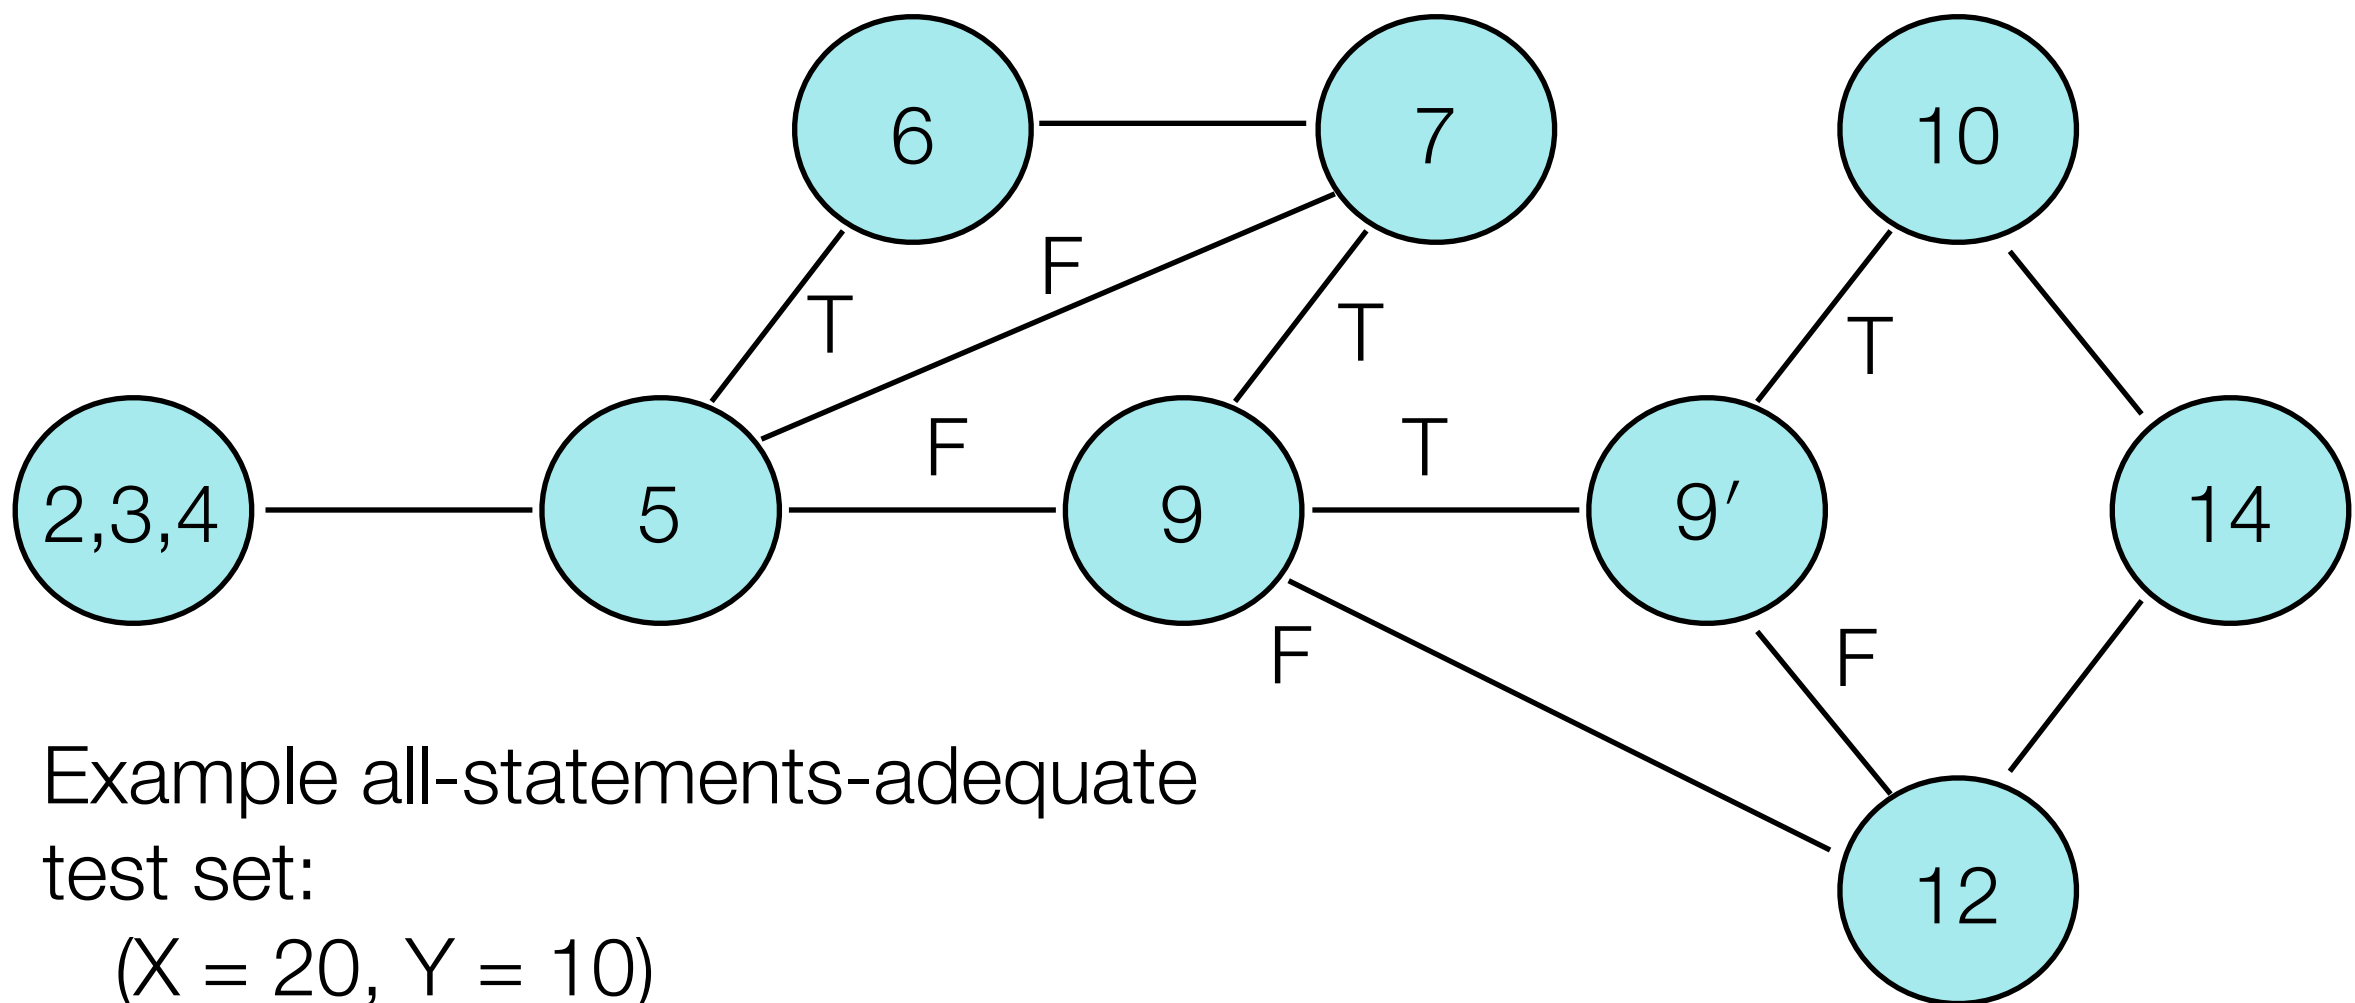 6
7
10
F
T
T
T
F
T
2,3,4
5
9
9′
14
F
F
12
Example all-statements-adequate
test set:
(X = 20, Y = 10)